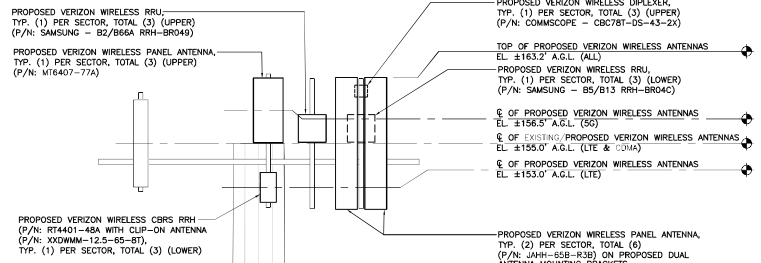 PROPOSED VERIZON WIRELESS RRU,
TYP. (1) PER SECTOR, TOTAL (3) (UPPER)
(P/N: SAMSUNG - B2/B66A RRH-BR049)
PROPOSED VERIZON WIRELESS PANEL ANTENNA,
TYP. (1) PER SECTOR, TOTAL (3) (UPPER)
(P/N: MT6407-77A)
PROPOSED VERIZON WIRELESS CBRS RRH
(P/N: RT4401-48A WITH CLIP-ON ANTENNA
(P/N: XXDWMM-12.5-65-8T),
TYP. (1) PER SECTOR, TOTAL (3) (LOWER)
PROPOSED VERIZON WIRELESS DIPLEXER,
TYP. (1) PER SECTOR, TOTAL (3) (UPPER)
(P/N: COMMSCOPE - CBC78T-DS-43-2X)
TOP OF PROPOSED VERIZON WIRELESS ANTENNAS
EL. ±163.2' A.G.L. (ALL)
PROPOSED VERIZON WIRELESS RRU,
TYP. (1) PER SECTOR, TOTAL (3) (LOWER)
(P/N: SAMSUNG - B5/B13 RRH-BR04C)
℄ OF PROPOSED VERIZON WIRELESS ANTENNAS
EL. ±156.5' A.G.L. (5G)
℄ OF EXISTING/PROPOSED VERIZON WIRELESS ANTENNAS
EL. ±155.0' A.G.L. (LTE & CDMA)
℄ OF PROPOSED VERIZON WIRELESS ANTENNAS
EL. ±153.0' A.G.L. (LTE)
PROPOSED VERIZON WIRELESS PANEL ANTENNA,
TYP. (2) PER SECTOR, TOTAL (6)
(P/N: JAHH-65B-R3B) ON PROPOSED DUAL
ANTENNA MOUNTING BRACKETS